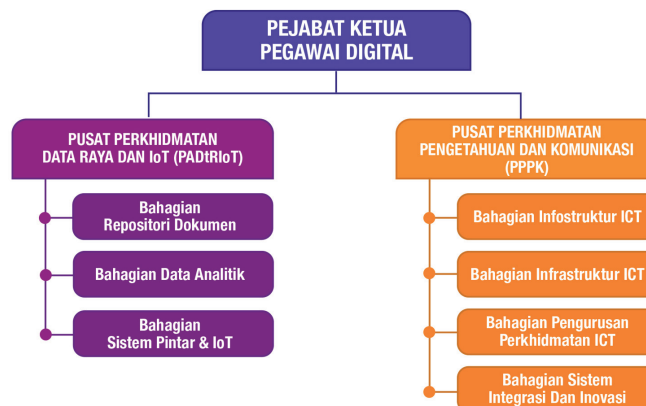 PEJABAT KETUA
PEGAWAI DIGITAL
PUSAT PERKHIDMATAN
DATA RAYA DAN IoT (PADtRIoT)
Bahagian
Repositori Dokumen
Bahagian Data Analitik
Bahagian
Sistem Pintar & IoT
PUSAT PERKHIDMATAN
PENGETAHUAN DAN KOMUNIKASI
(PPPK)
Bahagian Infostruktur ICT
Bahagian Infrastruktur ICT
Bahagian Pengurusan
Perkhidmatan ICT
Bahagian Sistem
Integrasi Dan Inovasi